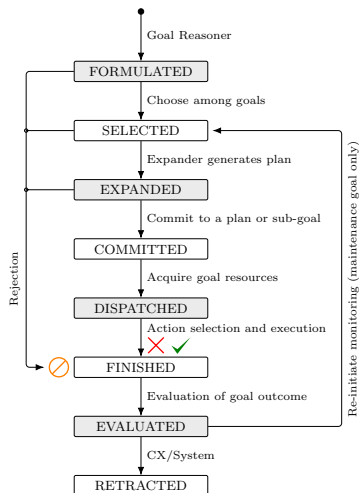 Goal Reasoner
FORMULATED
Choose among goals
SELECTED
Expander generates plan
EXPANDED
Commit to a plan or sub-goal
COMMITTED
Acquire goal resources
DISPATCHED
Action selection and execution
FINISHED
Evaluation of goal outcome
EVALUATED
CX/System
RETRACTED
Rejection
Re-initiate monitoring (maintenance goal only)